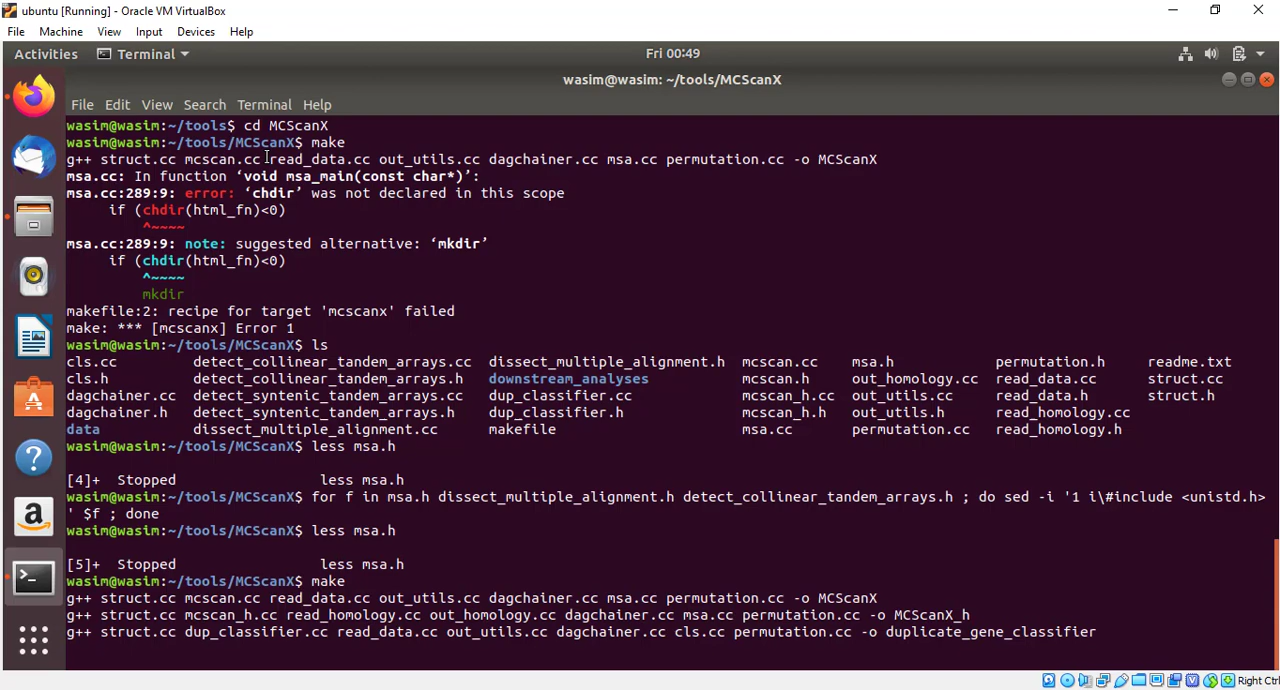 ubuntu [Running] - Oracle VM VirtualBox
File Machine View Input Devices Help
Activities Terminal Fri 00:49
wasim@wasim: ~/tools/MCScanX
File Edit View Search Terminal Help
wasim@wasim:~/tools$ cd MCScanX
wasim@wasim:~/tools/MCScanX$ make
g++ struct.cc mcscan.cc read_data.cc out_utils.cc dagchainer.cc msa.cc permutation.cc -o MCScanX
msa.cc: In function ‘void msa_main(const char*)’:
msa.cc:289:9: error: ‘chdir’ was not declared in this scope
if (chdir(html_fn)<0)
^~~~~
msa.cc:289:9: note: suggested alternative: ‘mkdir’
if (chdir(html_fn)<0)
^~~~~
mkdir
makefile:2: recipe for target 'mcscanx' failed
make: *** [mcscanx] Error 1
wasim@wasim:~/tools/MCScanX$ ls
cls.cc detect_collinear_tandem_arrays.cc dissect_multiple_alignment.h mcscan.cc msa.h permutation.h readme.txt
cls.h detect_collinear_tandem_arrays.h downstream_analyses mcscan.h out_homology.cc read_data.cc struct.cc
dagchainer.cc detect_syntenic_tandem_arrays.cc dup_classifier.cc mcscan_h.cc out_utils.cc read_data.h struct.h
dagchainer.h detect_syntenic_tandem_arrays.h dup_classifier.h mcscan_h.h out_utils.h read_homology.cc
data dissect_multiple_alignment.cc makefile msa.cc permutation.cc read_homology.h
wasim@wasim:~/tools/MCScanX$ less msa.h
[4]+ Stopped less msa.h
wasim@wasim:~/tools/MCScanX$ for f in msa.h dissect_multiple_alignment.h detect_collinear_tandem_arrays.h ; do sed -i '1 i\#include <unistd.h>
' $f ; done
wasim@wasim:~/tools/MCScanX$ less msa.h
[5]+ Stopped less msa.h
wasim@wasim:~/tools/MCScanX$ make
g++ struct.cc mcscan.cc read_data.cc out_utils.cc dagchainer.cc msa.cc permutation.cc -o MCScanX
g++ struct.cc mcscan_h.cc read_homology.cc out_homology.cc dagchainer.cc msa.cc permutation.cc -o MCScanX_h
g++ struct.cc dup_classifier.cc read_data.cc out_utils.cc dagchainer.cc cls.cc permutation.cc -o duplicate_gene_classifier
Right Ctrl